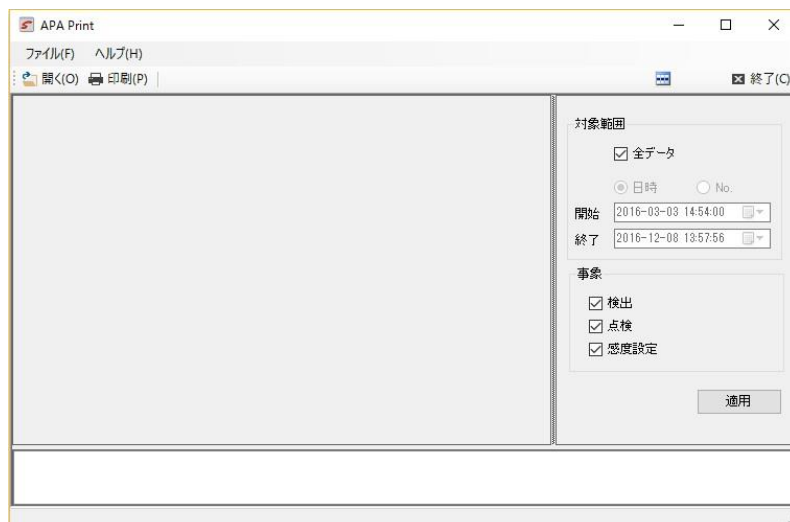 APA Print
ファイル(F) ヘルプ(H)
開く(O) 印刷(P) 終了(C)
対象範囲
全データ
日時 No.
開始 2016-03-03 14:54:00
終了 2016-12-08 13:57:56
事象
検出
点検
感度設定
適用